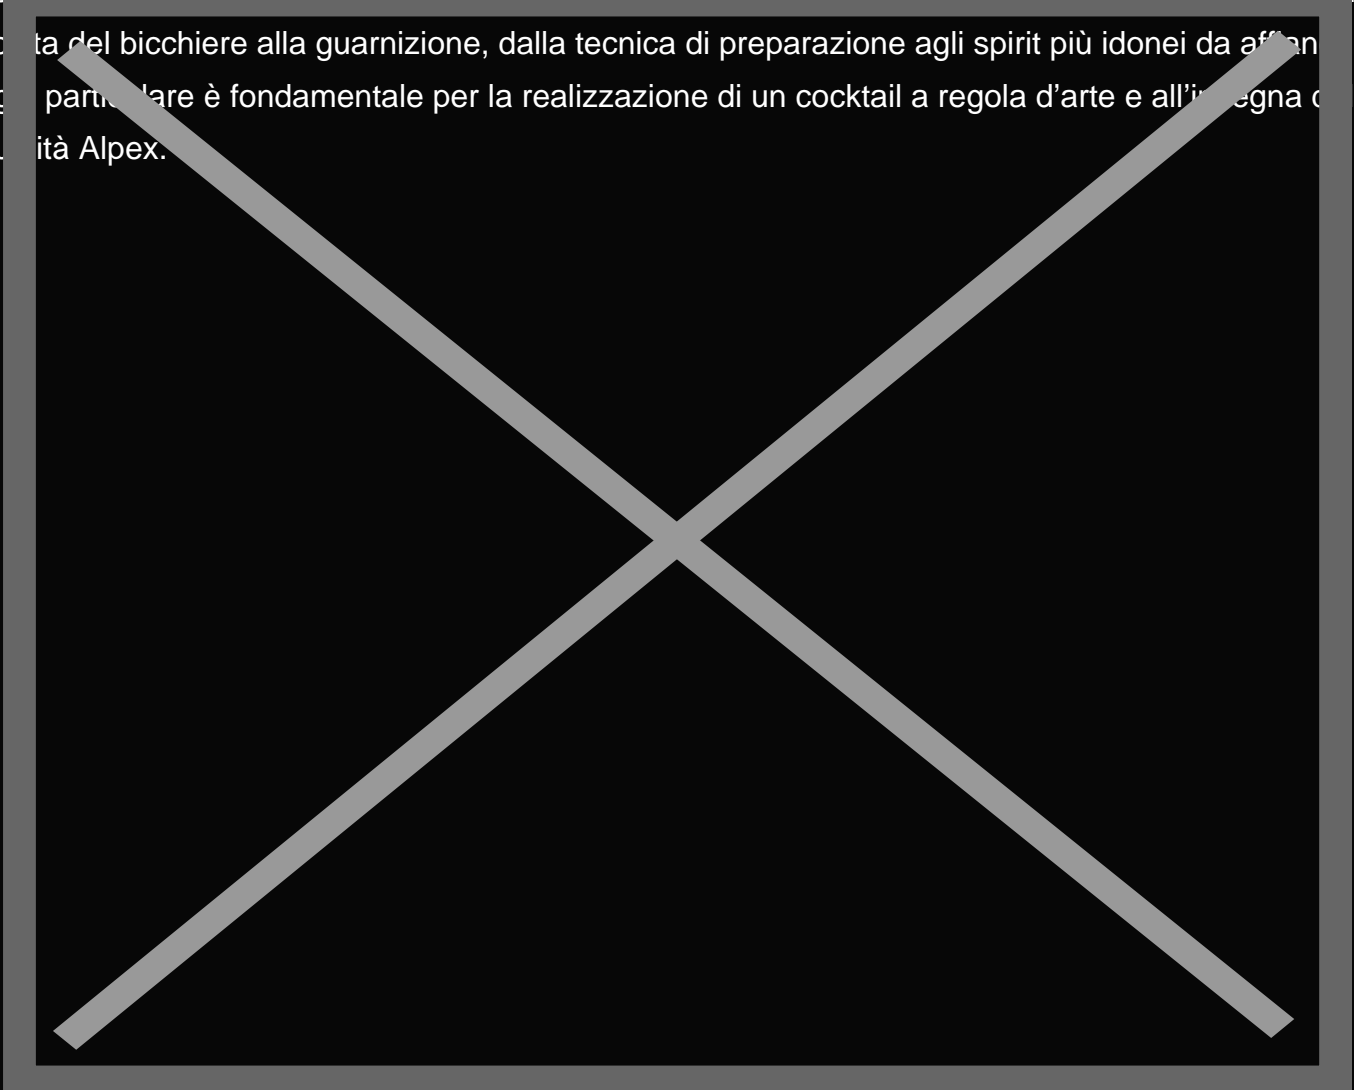 del bicchiere alla guarnizione, dalla tecnica di preparazione agli spirit più idonei da
è fondamentale per la realizzazione di un cocktail a regola d’arte e
Alpex.